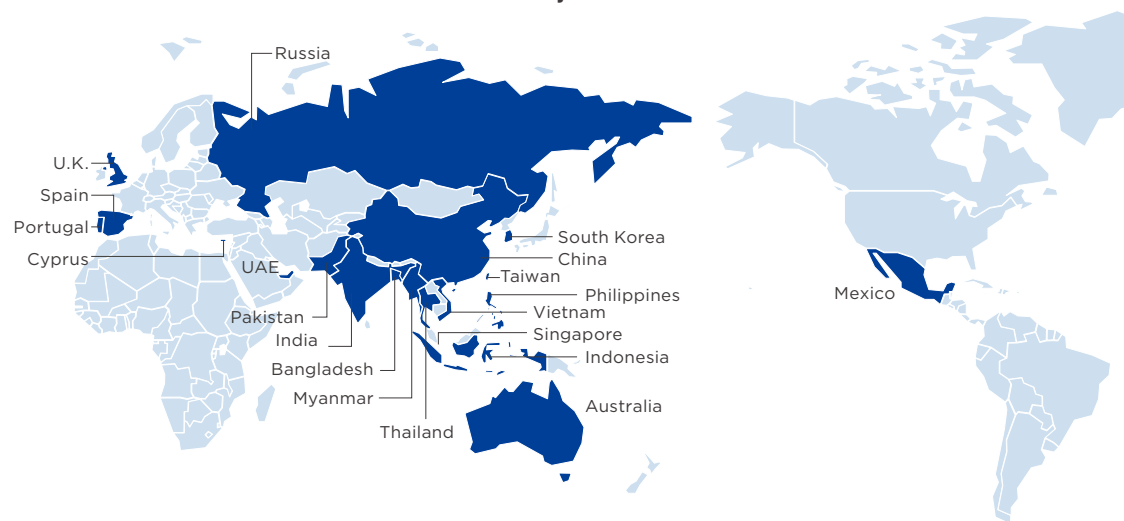 Russia
U.K.
Spain
Portugal
Cyprus
UAE
South Korea
China
Taiwan
Philippines
Mexico
Pakistan
Vietnam
India
Singapore
Indonesia
Bangladesh
Myanmar
Australia
Thailand